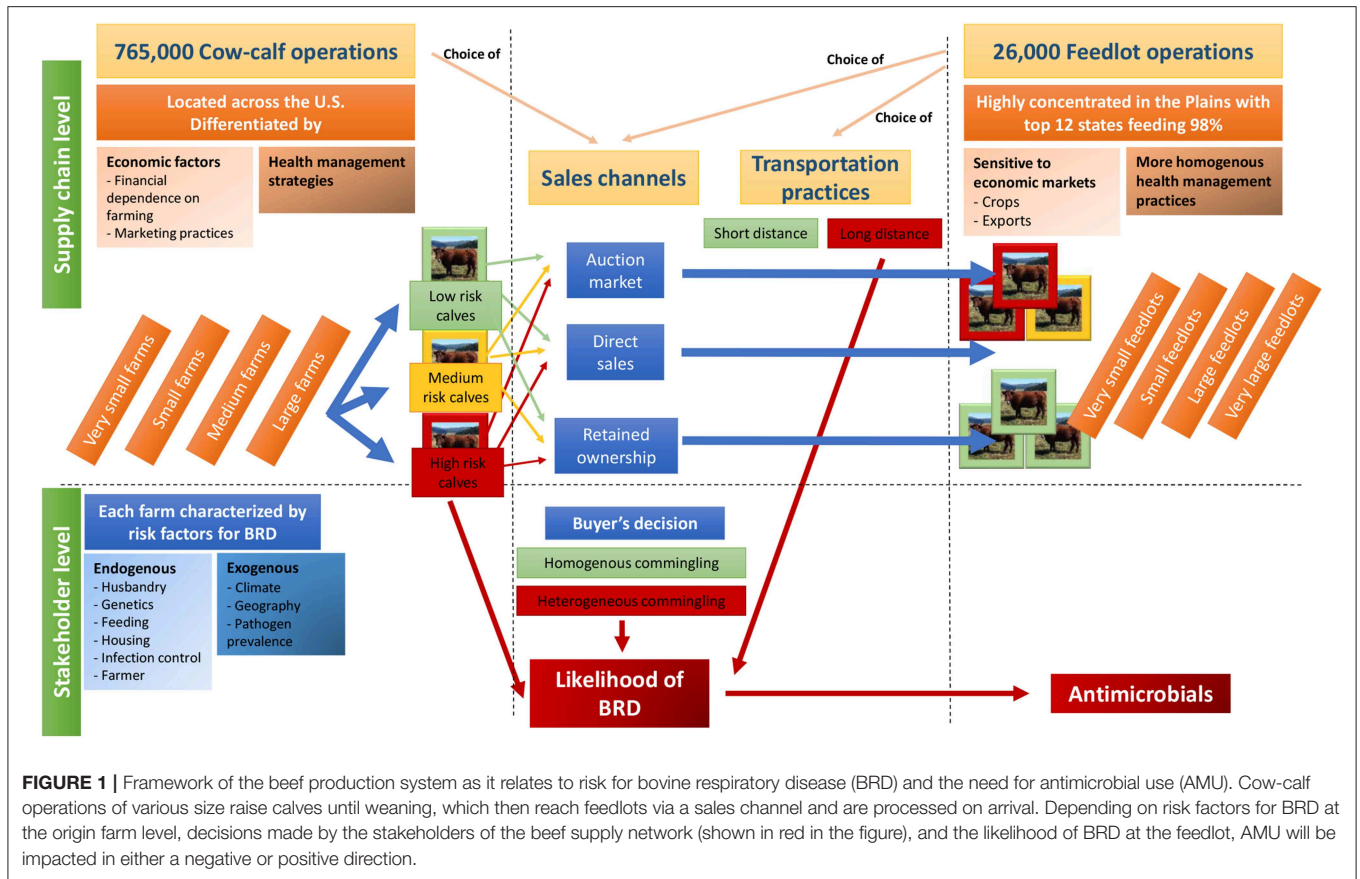 765,000 Cow-calf operations
26,000 Feedlot operations
Choice of
Choice of
Choice of
Supply chain level
Located across the U.S.
Differentiated by
Economic factors
- Financial
dependence on
farming
- Marketing practices
Health management
strategies
Sales channels
Transportation
practices
Short distance
Long distance
Highly concentrated in the Plains with
top 12 states feeding 98%
Sensitive to
economic markets
- Crops
- Exports
More homogenous
health management
practices
Very small farms
Small farms
Medium farms
Large farms
Low risk
calves
Medium
risk calves
High risk
calves
Auction
market
Direct
sales
Retained
ownership
Very small feedlots
Small feedlots
Large feedlots
Very large feedlots
Stakeholder level
Each farm characterized by
risk factors for BRD
Endogenous
- Husbandry
- Genetics
- Feeding
- Housing
- Infection control
- Farmer
Exogenous
- Climate
- Geography
- Pathogen
prevalence
Buyer's decision
Homogenous commingling
Heterogeneous commingling
Likelihood of
BRD
Antimicrobials
FIGURE 1 | Framework of the beef production system as it relates to risk for bovine respiratory disease (BRD) and the need for antimicrobial use (AMU). Cow-calf
operations of various size raise calves until weaning, which then reach feedlots via a sales channel and are processed on arrival. Depending on risk factors for BRD at
the origin farm level, decisions made by the stakeholders of the beef supply network (shown in red in the figure), and the likelihood of BRD at the feedlot, AMU will be
impacted in either a negative or positive direction.